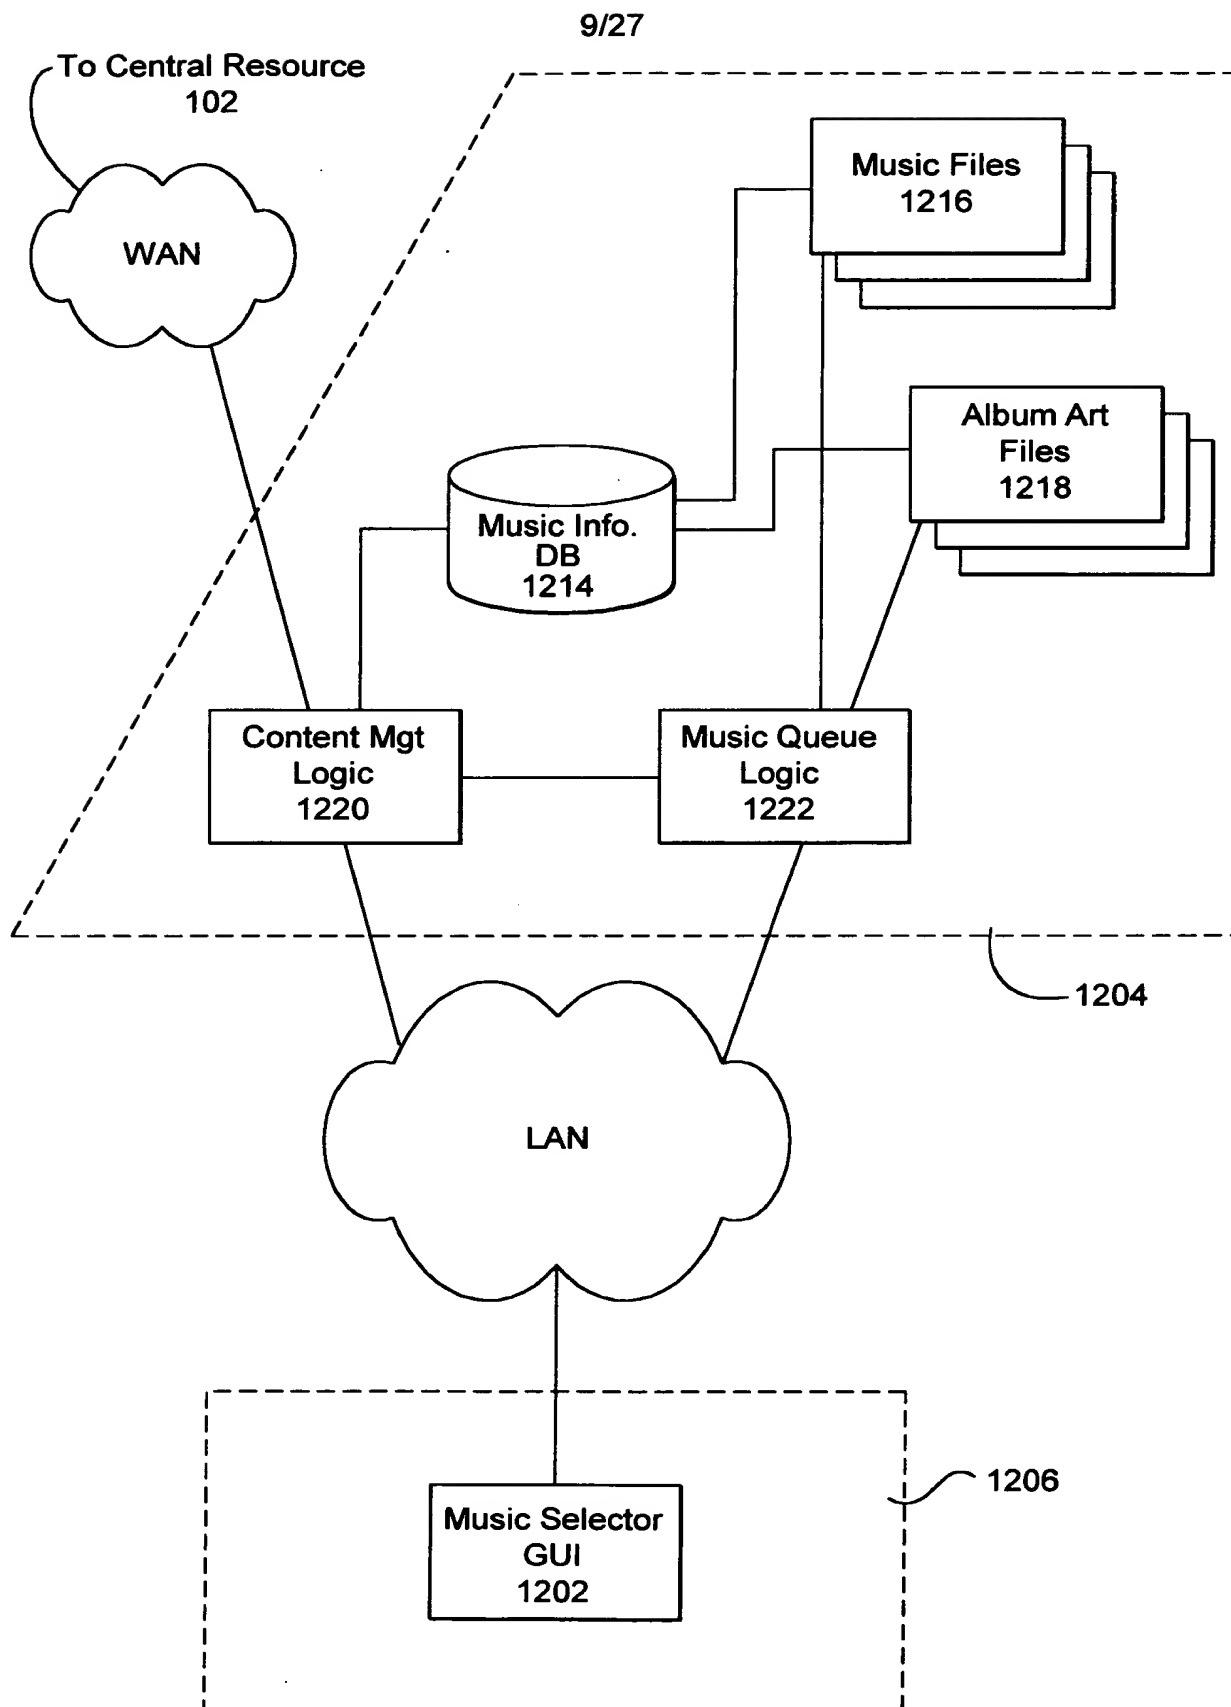 9/27
To Central Resource
102
WAN
Music Files
1216
Album Art
Files
1218
Music Info.
DB
1214
Content Mgt
Logic
1220
Music Queue
Logic
1222
1204
LAN
1206
Music Selector
GUI
1202